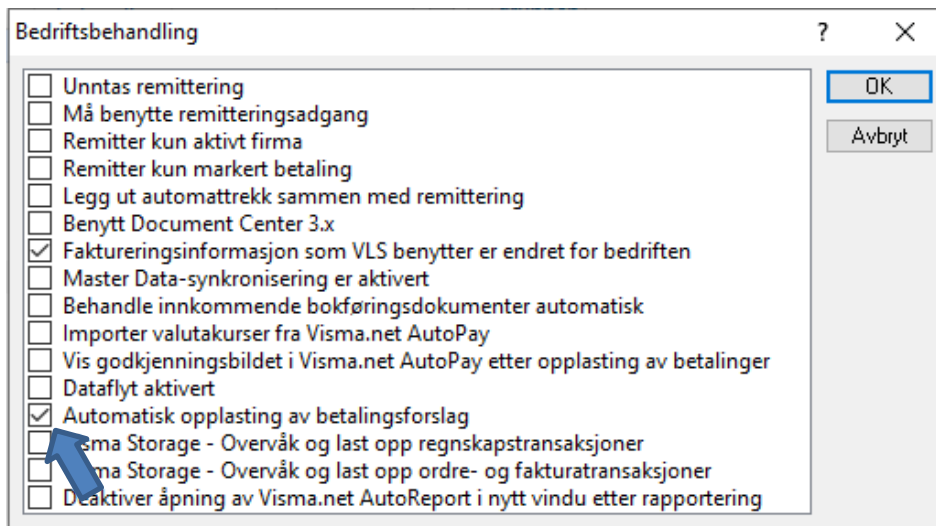 Bedriftsbehandling
?
Unntas remittering
OK
Må benytte remitteringsadgang
Remitter kun aktivt firma
Avbryt
Remitter kun markert betaling
Legg ut automattrekk sammen med remittering
Benytt Document Center 3.x
Faktureringsinformasjon som VLS benytter er endret for bedriften
Master Data-synkronisering er aktivert
Behandle innkommende bokføringsdokumenter automatisk
Importer valutakurser fra Visma.net AutoPay
Vis godkjenningsbildet i Visma.net AutoPay etter opplasting av betalinger
Dataflyt aktivert
Automatisk opplasting av betalingsforslag
Visma Storage - Overvåk og last opp regnskapstransaksjoner
Visma Storage - Overvåk og last opp ordre- og fakturatransaksjoner
Deaktiver åpning av Visma.net AutoReport i nytt vindu etter rapportering